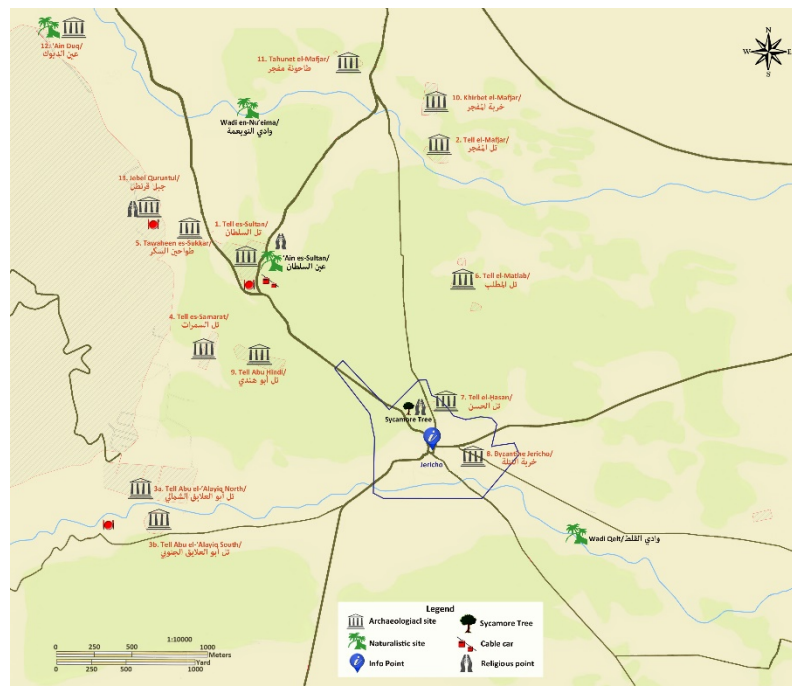 N
W
E
S
12. 'Ain Duq/
عين الديوك
11. Tahunet el-Mafjar/
طاحونة مفجر
10. Khirbet el-Mafjar/
خربة المفجر
Wadi en-Nu'eima/
وادي النويعمة
2. Tell el-Mafjar/
تل المفجر
Jebel Quruntul/
جبل قرنطل
1. Tell es-Sultan/
تل السلطان
5. Tawaheen es-Sukkar/
طواحين السكر
'Ain es-Sultan/
عين السلطان
6. Tell el-Matlab/
تل المطلب
4. Tell es-Samarat/
تل السمرات
9. Tell Abu Hindi/
تل أبو هندي
7. Tell el-Hasan/
تل الحسن
Sycamore Tree
i
8. Byzantine Jericho/
خربة
Jericho
3a. Tell Abu el-'Alayiq North/
تل أبو العلايق الشمالي
3b. Tell Abu el-'Alayiq South/
تل أبو العلايق الجنوبي
Wadi Qelt/وادي القلط
Legend
Archaeologiacl site
Sycamore Tree
Naturalistic site
Cable car
Info Point
Religious point
1:10000
0 250 500 1000
Meters
Yard
0 250 500 1000